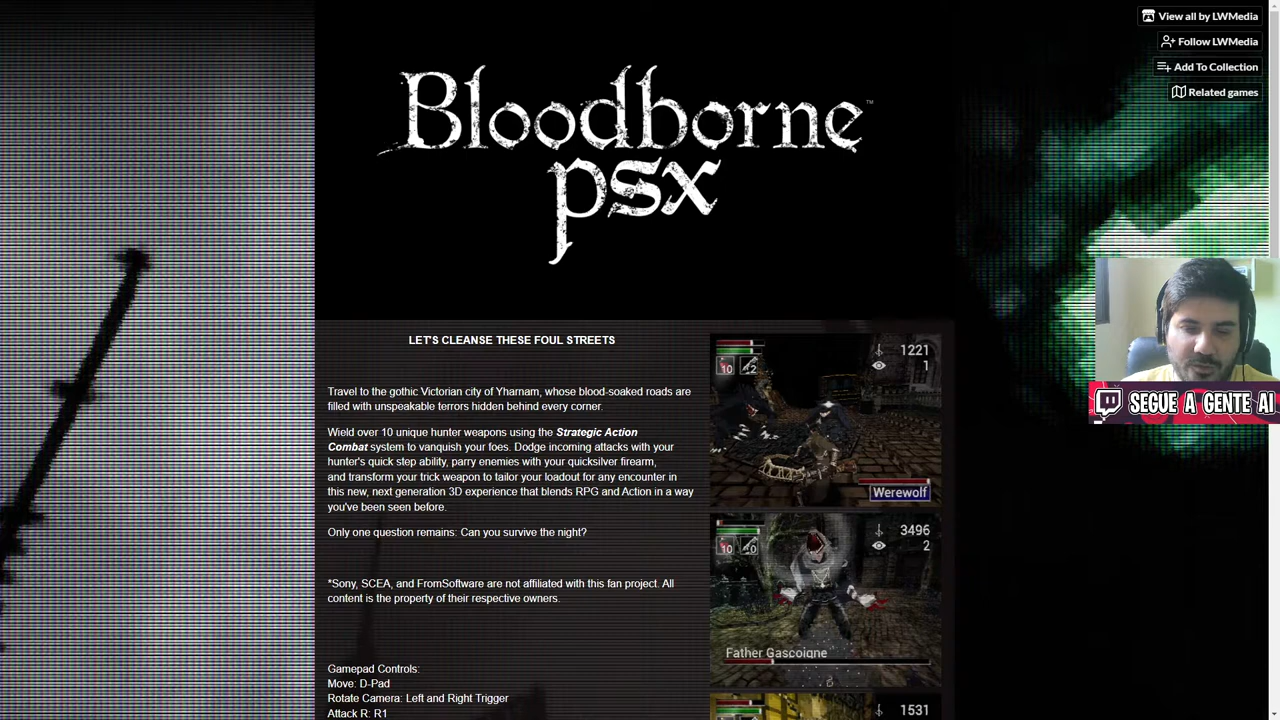 View all by LWMedia
Follow LWMedia
Add To Collection
Related games
Bloodborne™
psx
LET'S CLEANSE THESE FOUL STREETS
Travel to the gothic Victorian city of Yharnam, whose blood-soaked roads are
filled with unspeakable terrors hidden behind every corner.
Wield over 10 unique hunter weapons using the Strategic Action
Combat system to vanquish your foes. Dodge incoming attacks with your
hunter's quick step ability, parry enemies with your quicksilver firearm,
and transform your trick weapon to tailor your loadout for any encounter in
this new, next generation 3D experience that blends RPG and Action in a way
you've been seen before.
Only one question remains: Can you survive the night?
*Sony, SCEA, and FromSoftware are not affiliated with this fan project. All
content is the property of their respective owners.
Gamepad Controls:
Move: D-Pad
Rotate Camera: Left and Right Trigger
Attack R: R1
1221
1
10
12
Werewolf
3496
2
10
Father Gascoigne
1531
SEGUE A GENTE AI